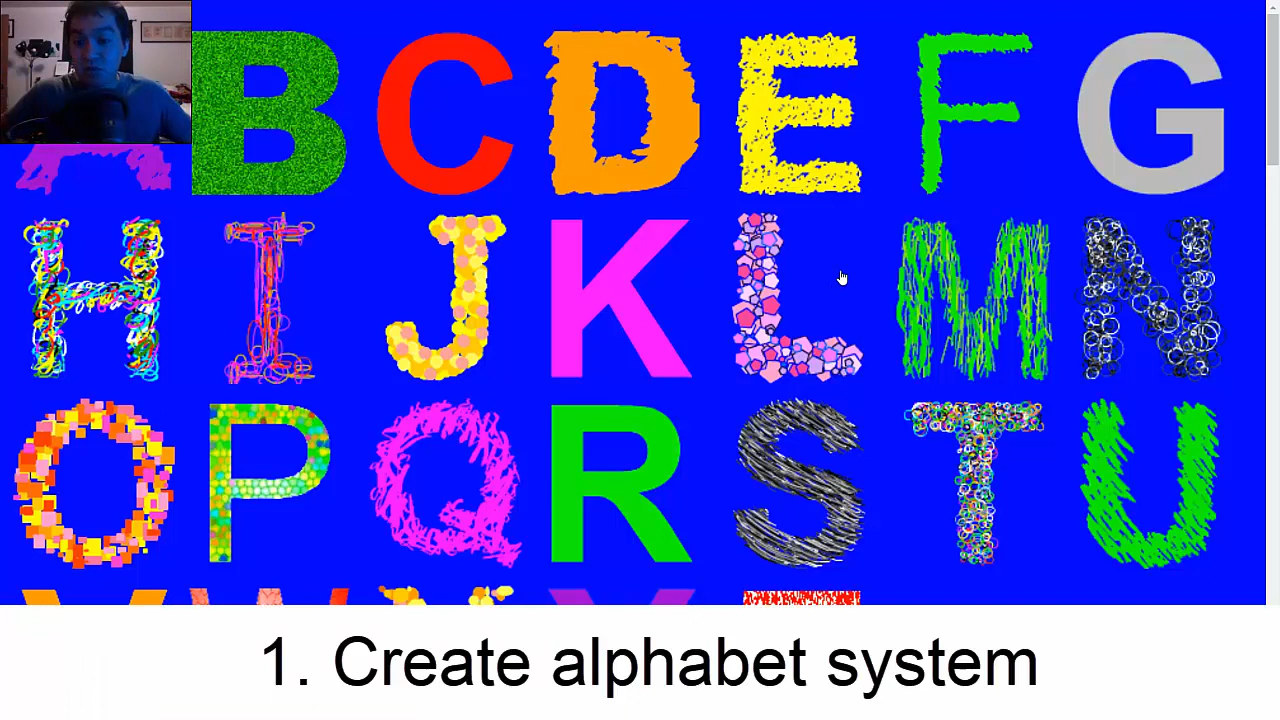 A B C D E F G
H I J K L M N
O P Q R S T U
V W X Y Z
1. Create alphabet system